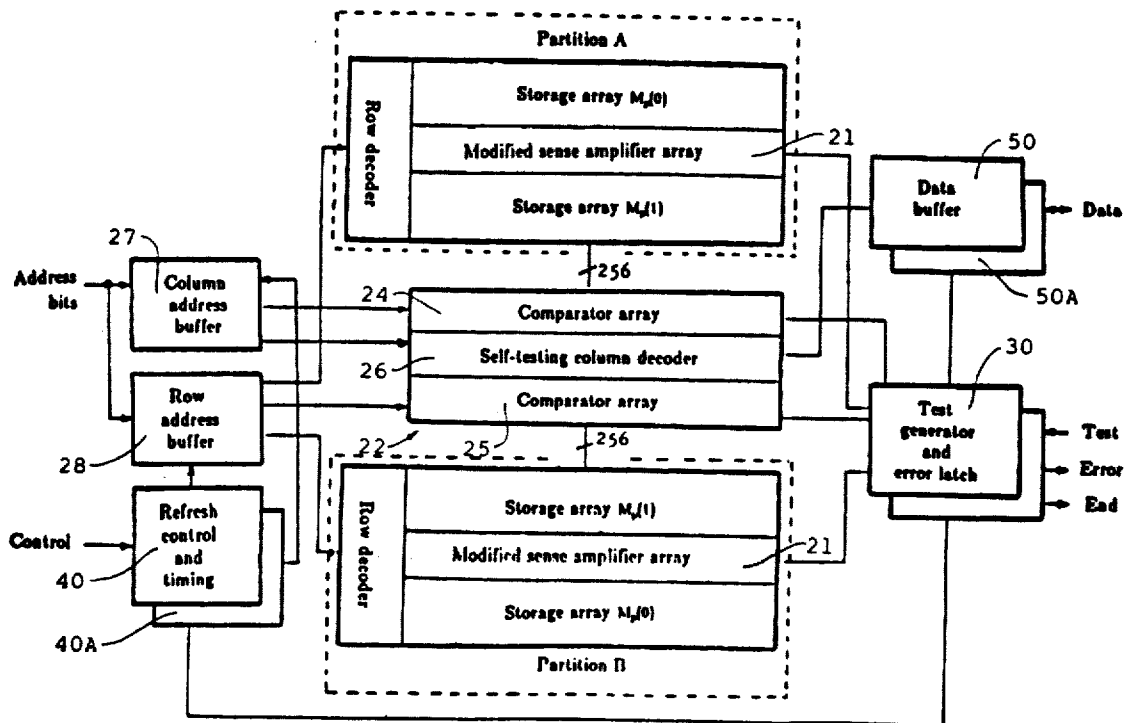 Partition A
Row decoder
Storage array Mₚ(0)
Modified sense amplifier array
21
Storage array Mₚ(1)
50
Data
buffer
Data
50A
27
Address
bits
Column
address
buffer
256
24
Comparator array
Self-testing column decoder
26
Comparator array
22
25
256
30
Test
generator
and
error latch
Test
Error
End
Row
address
buffer
28
Control
Refresh
control
and
timing
40
40A
Row decoder
Storage array Mₚ(1)
Modified sense amplifier array
21
Storage array Mₚ(0)
Partition B